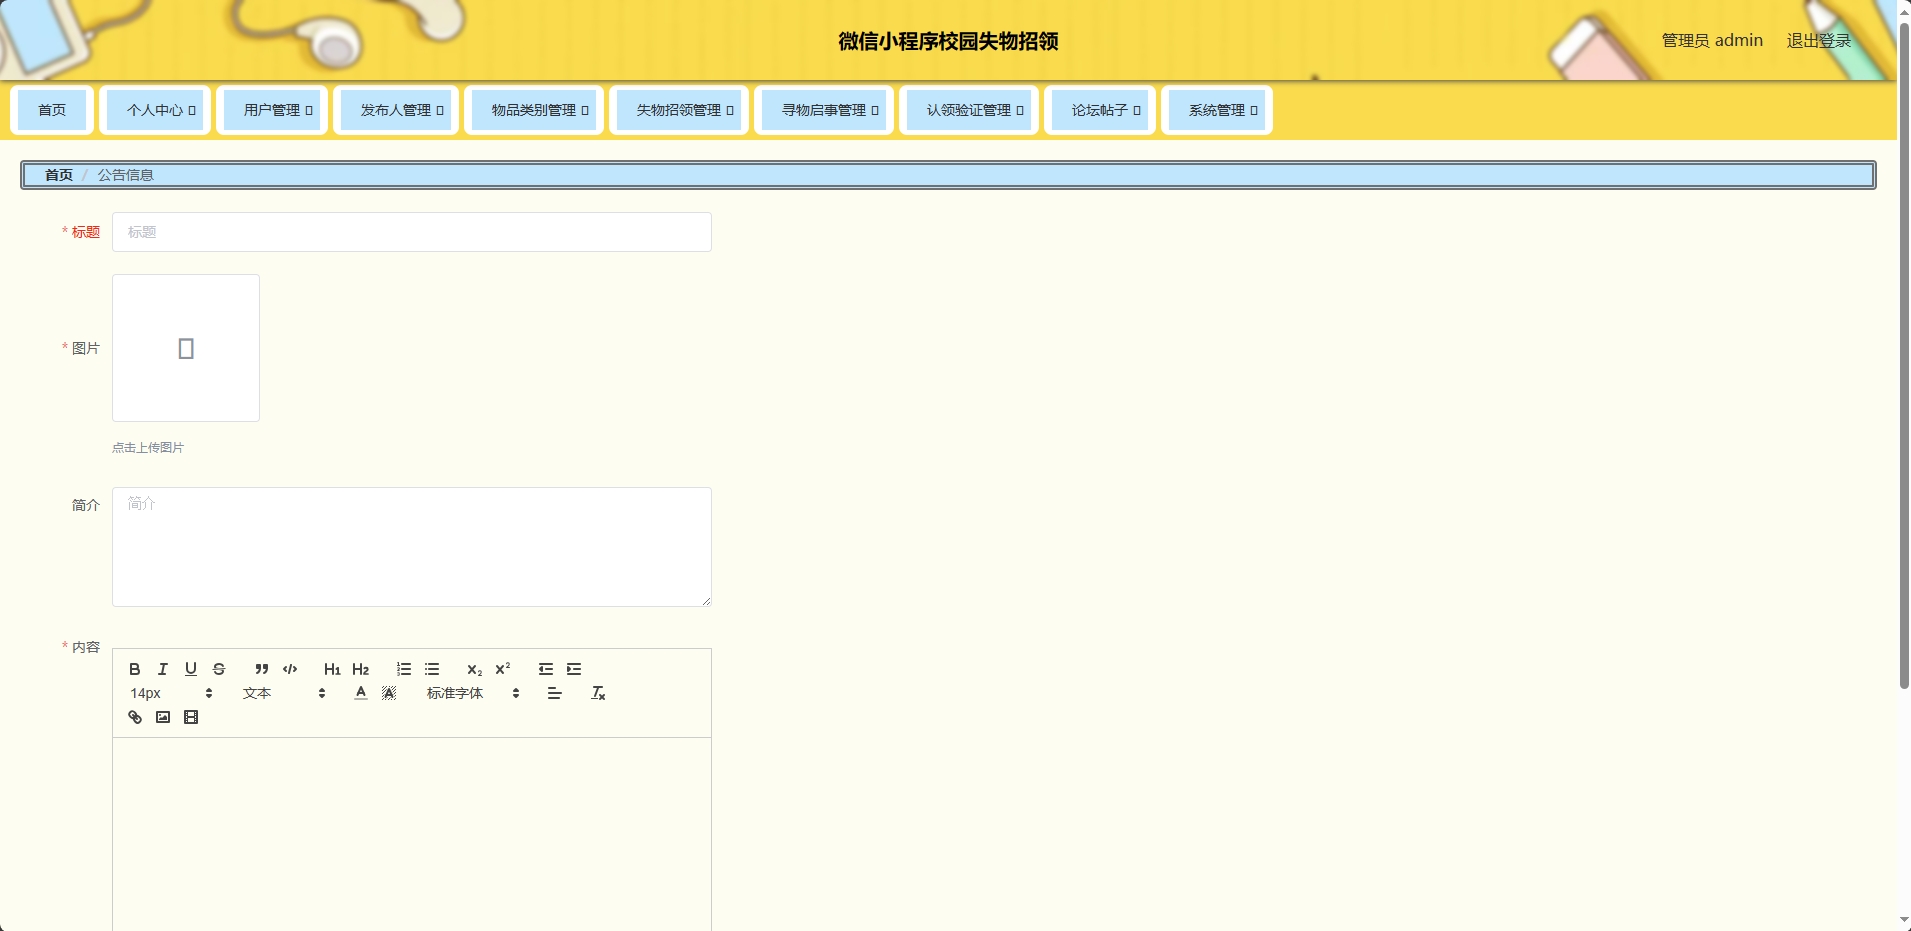 微信小程序校园失物招领
管理员 admin 退出登录
首页 个人中心 用户管理 发布人管理 物品类别管理 失物招领管理 寻物启事管理 认领验证管理 论坛帖子 系统管理
首页 / 公告信息
* 标题 标题
* 图片
点击上传图片
简介 简介
* 内容
B I U S H1 H2 X2 X2
14px 文本 A A 标准字体 Tx